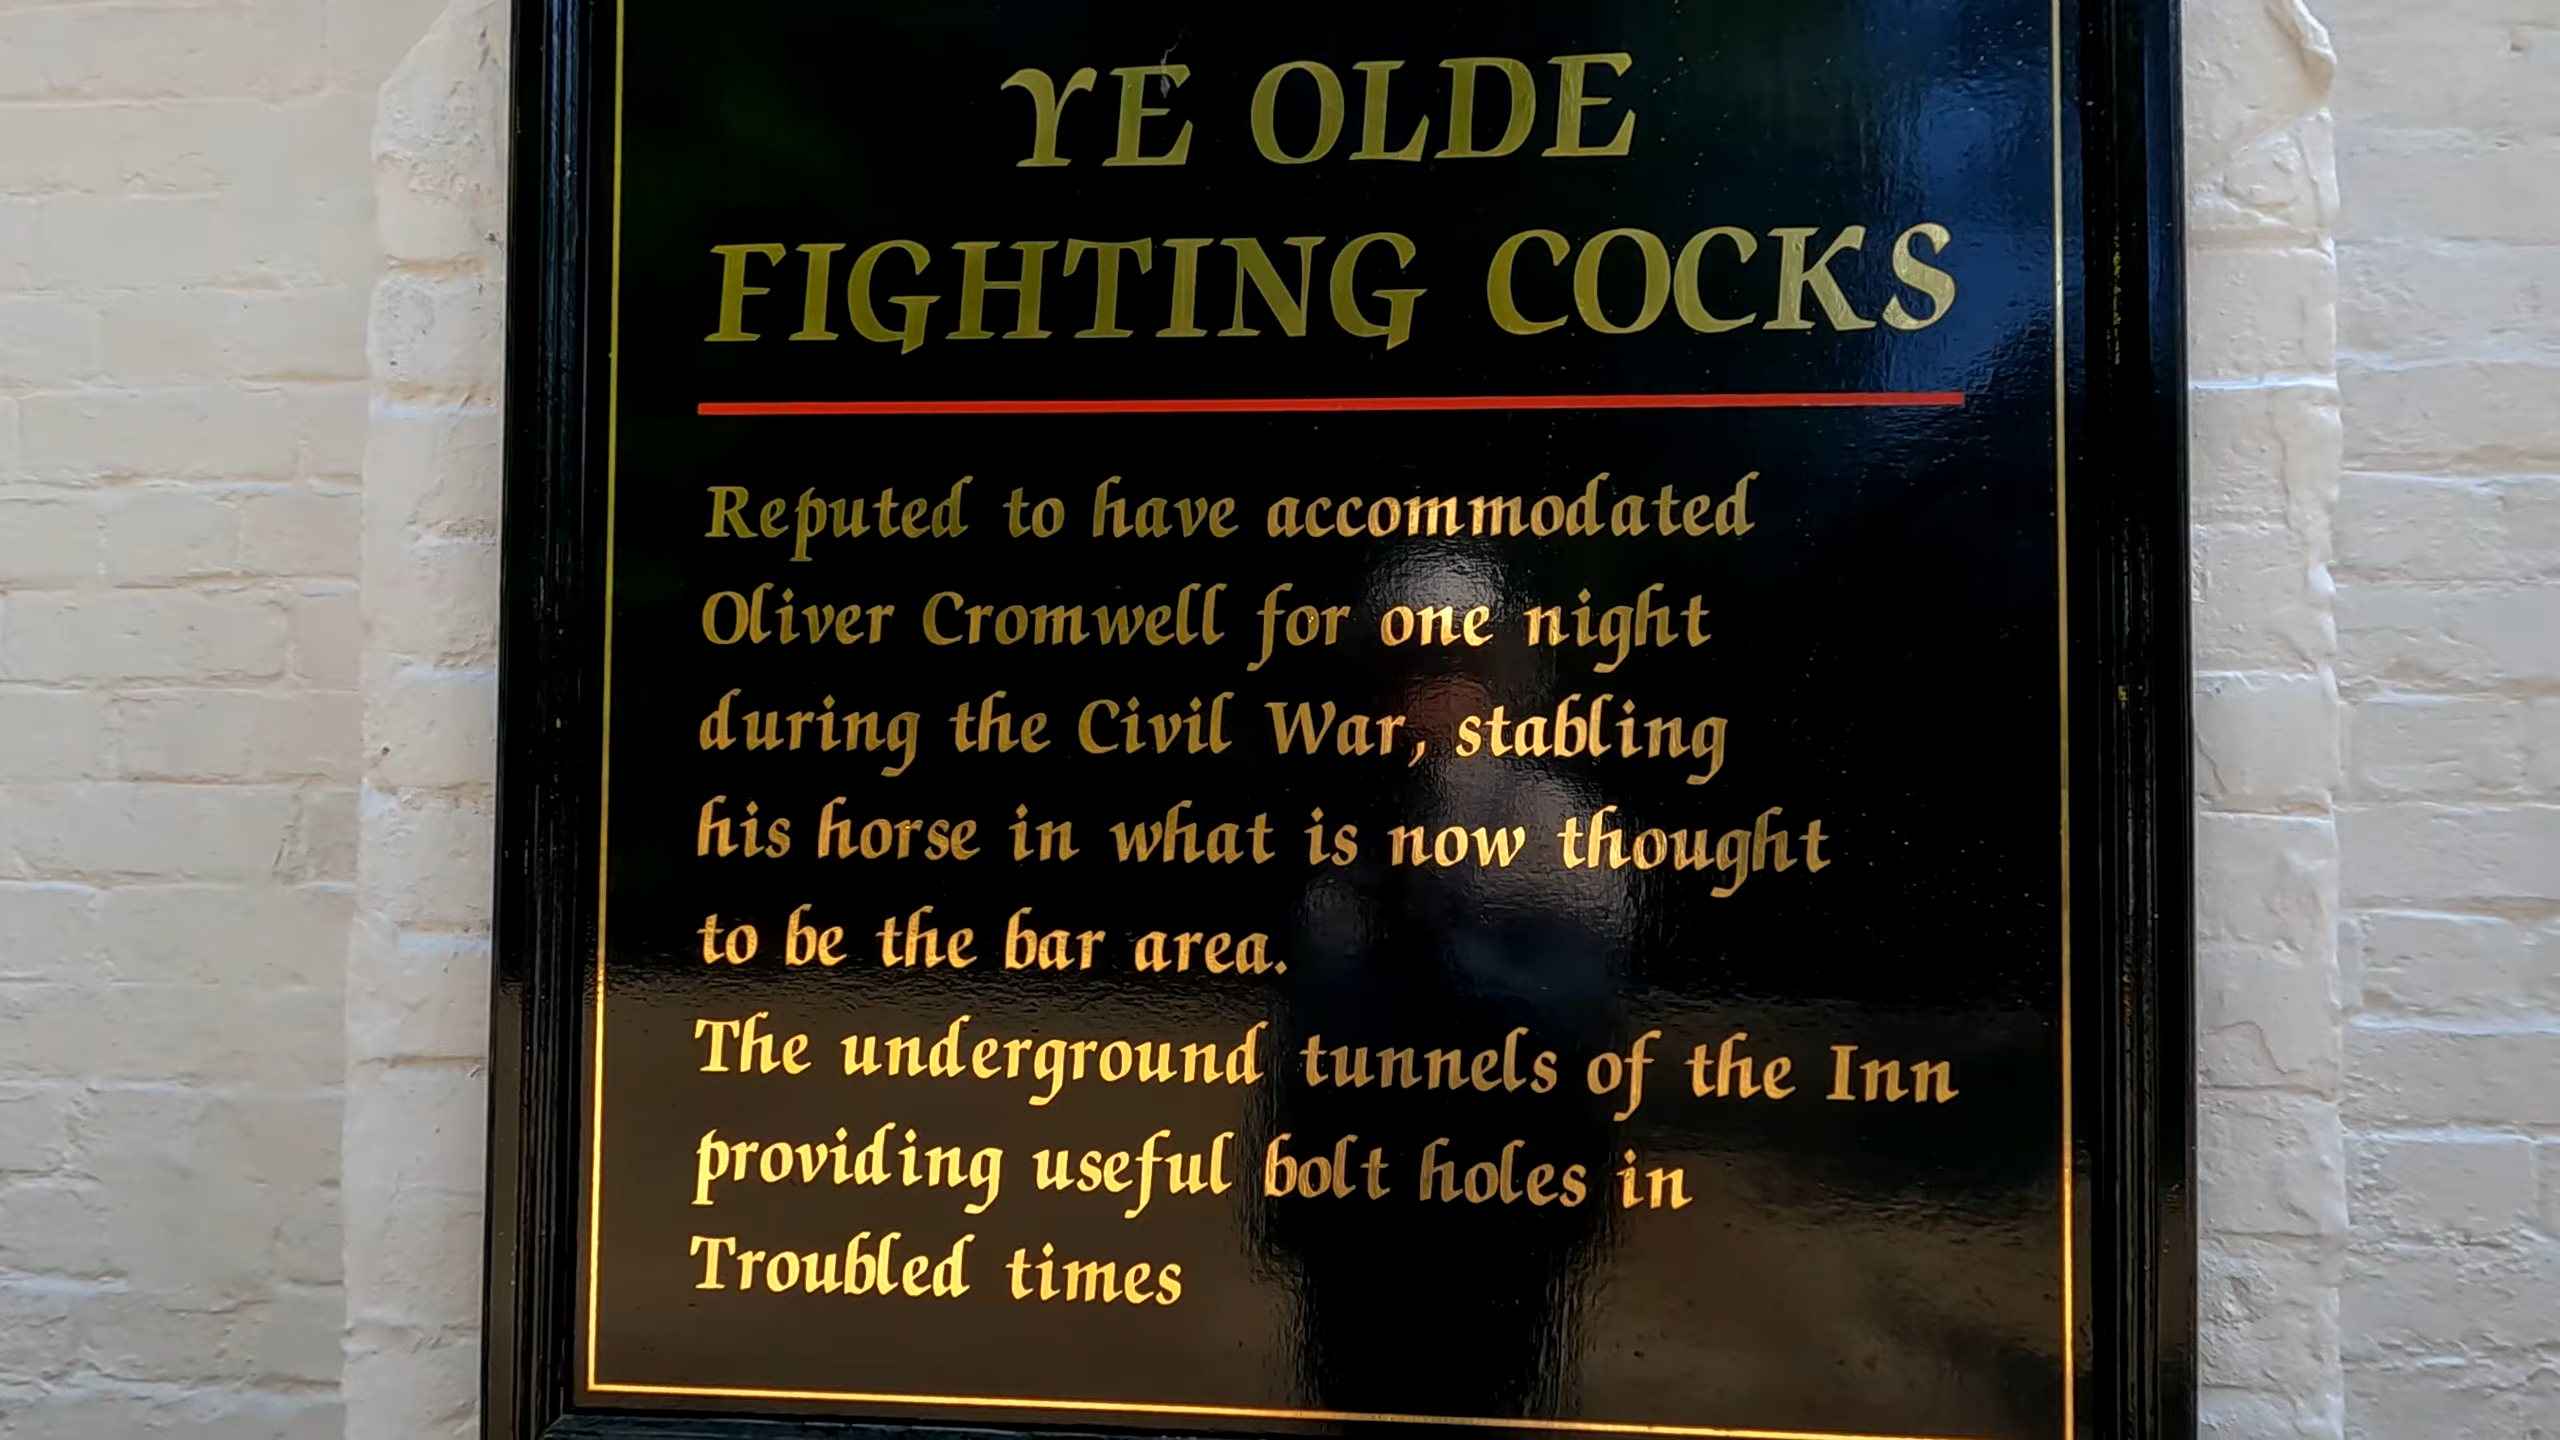 YE OLDE
FIGHTING COCKS
Reputed to have accommodated
Oliver Cromwell for one night
during the Civil War, stabling
his horse in what is now thought
to be the bar area.
The underground tunnels of the Inn
providing useful bolt holes in
Troubled times